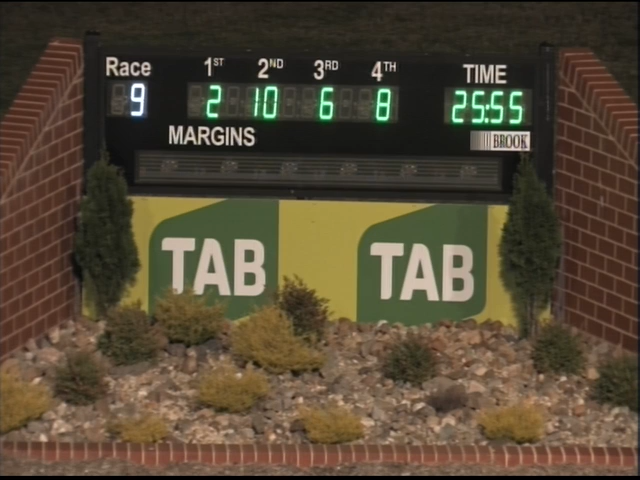 Race 1ST 2ND 3RD 4TH TIME
9 2 10 6 8 25:55
MARGINS BROOK
TAB TAB